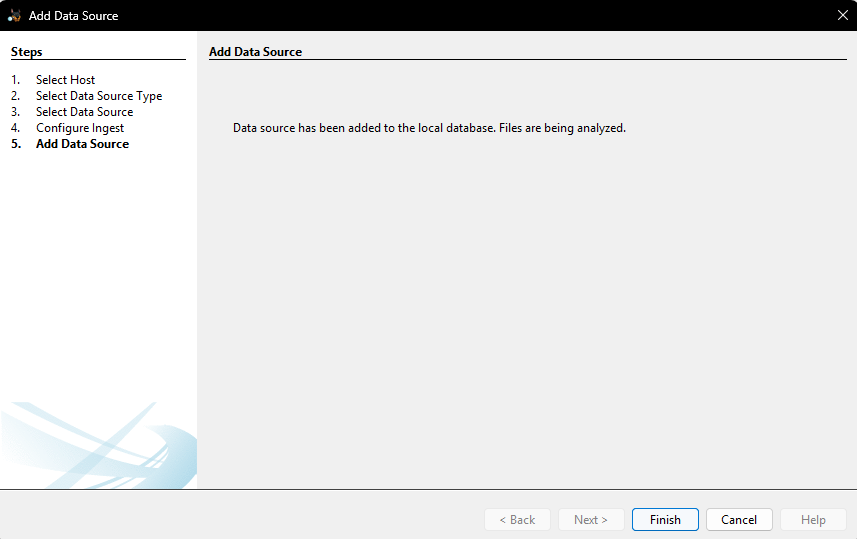 Add Data Source
Steps
1. Select Host
2. Select Data Source Type
3. Select Data Source
4. Configure Ingest
5. Add Data Source
Add Data Source
Data source has been added to the local database. Files are being analyzed.
< Back
Next >
Finish
Cancel
Help